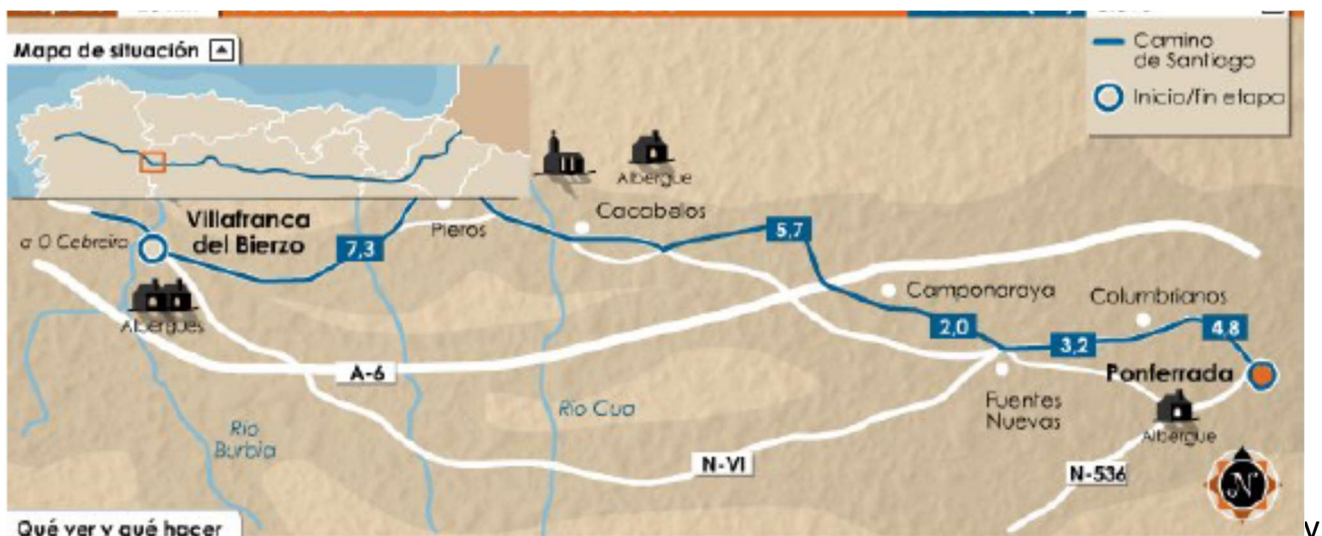 Mapa de situación
Camino
de Santiago
Inicio/fin etapa
Albergue
Cacabelos
Villafranca
del Bierzo
a O Cebreiro
Pieros
7,3
5,7
Camponaraya
Columbrianos
2,0
3,2
4,8
Albergues
A-6
Ponferrada
Río Cua
Fuentes
Nuevas
Río
Burbia
Albergue
N-VI
N-536
N
Qué ver y qué hacer
y